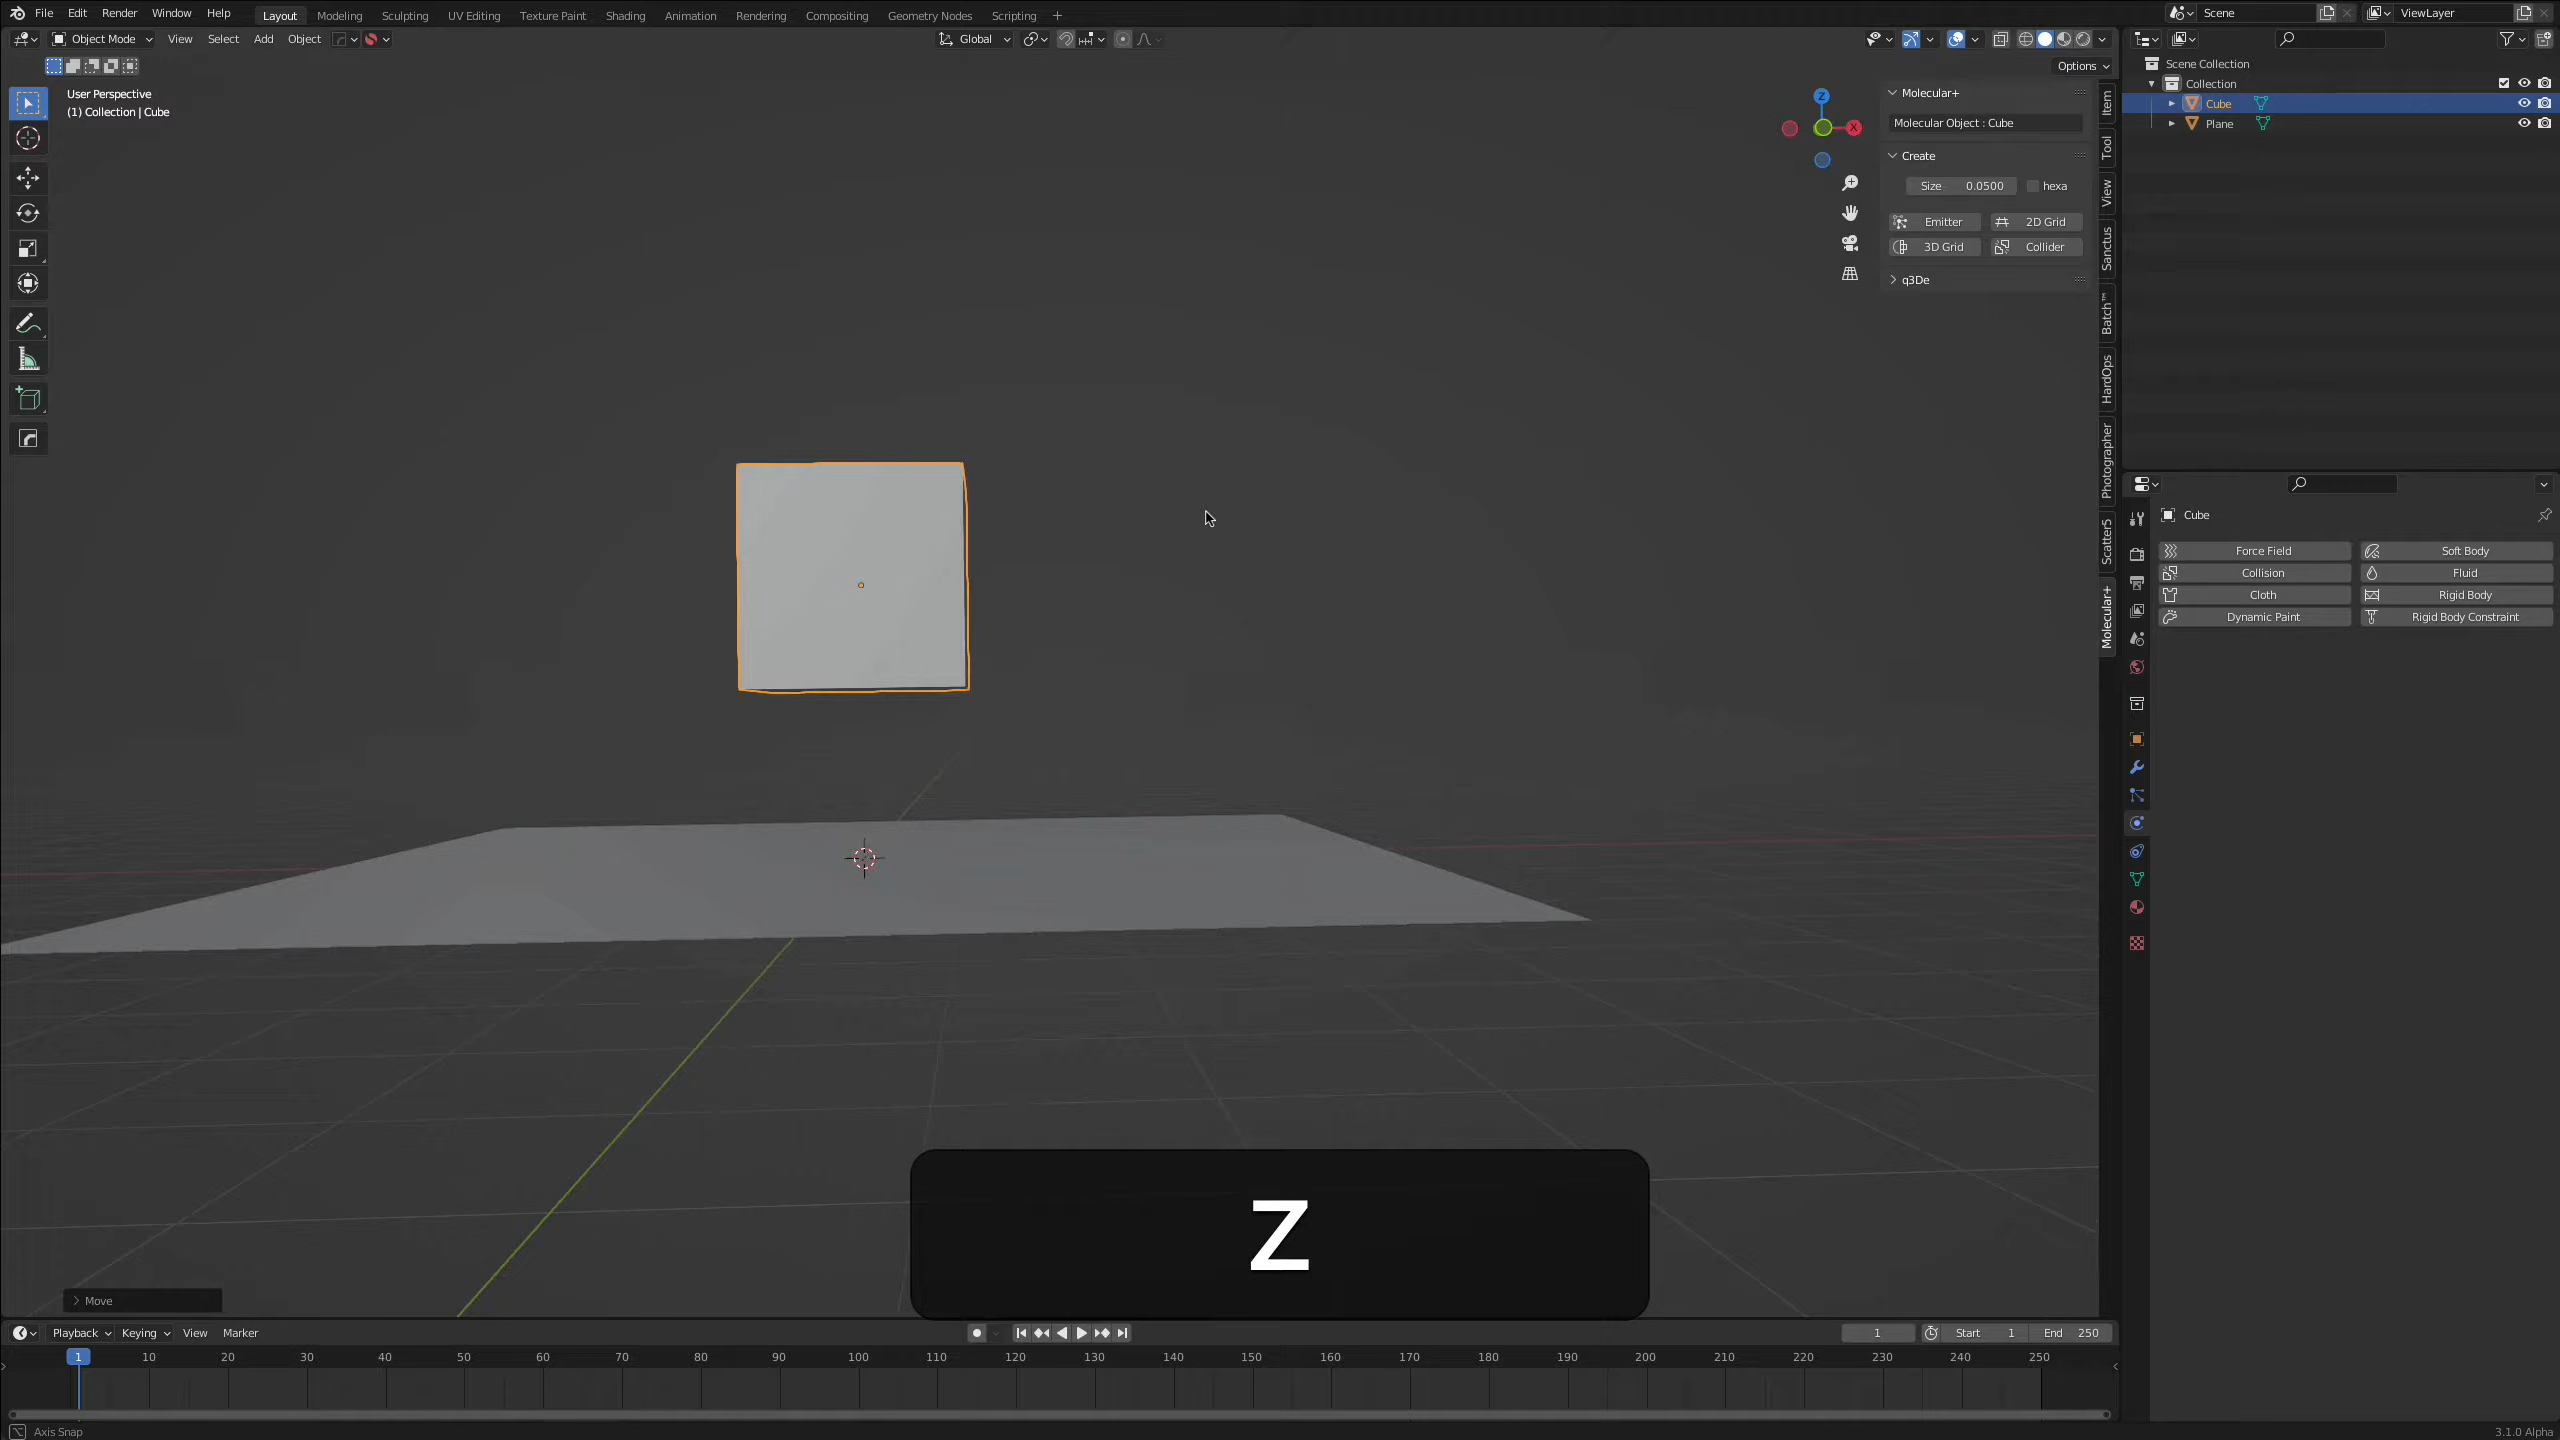 File Edit Render Window Help Layout Modeling Sculpting UV Editing Texture Paint Shading Animation Rendering Compositing Geometry Nodes Scripting + Scene ViewLayer
Object Mode View Select Add Object Global
Options
User Perspective
(1) Collection | Cube
Z
X
Molecular+
Molecular Object : Cube
Create
Size 0.0500 hexa
Emitter 2D Grid
3D Grid Collider
q3De
Item
Tool
View
Sanctus
Batch™
HardOps
Photographer
Scatter5
Molecular+
Scene Collection
Collection
Cube
Plane
Cube
Force Field Soft Body
Collision Fluid
Cloth Rigid Body
Dynamic Paint Rigid Body Constraint
Z
Move
Playback Keying View Marker 1 Start 1 End 250
1 10 20 30 40 50 60 70 80 90 100 110 120 130 140 150 160 170 180 190 200 210 220 230 240 250
Axis Snap 3.1.0 Alpha